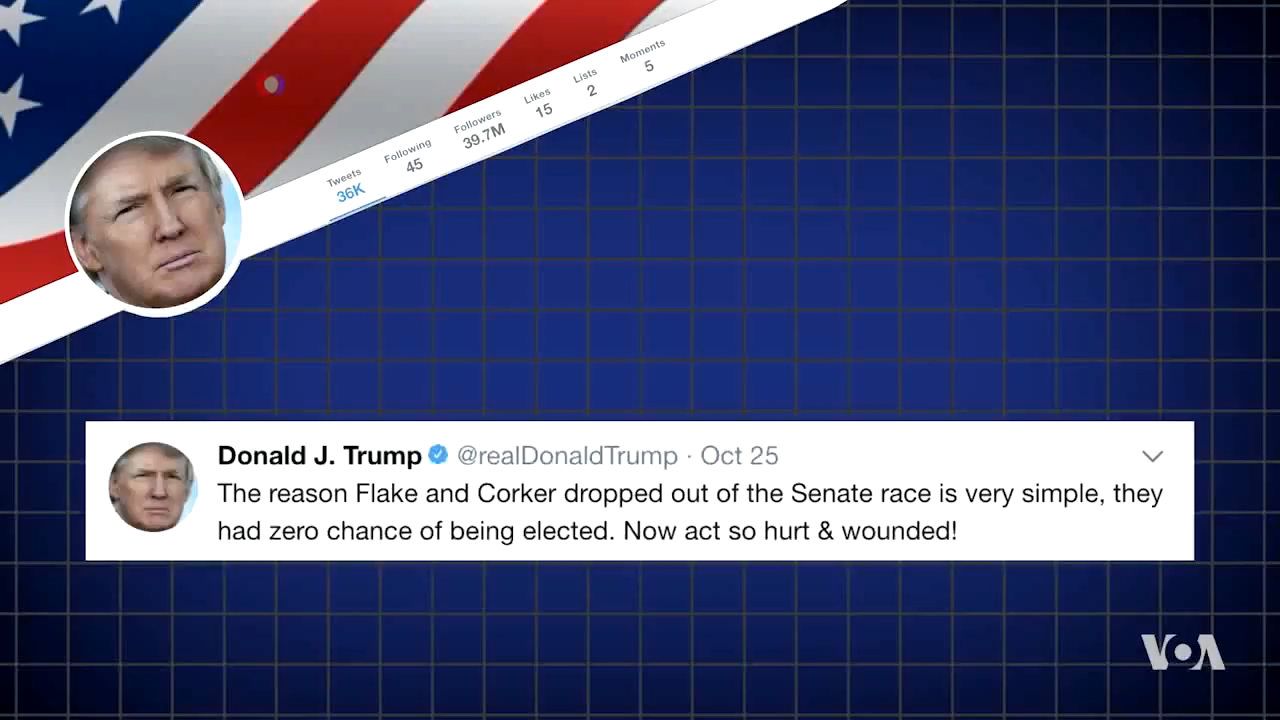 Tweets Following Followers Likes Lists Moments
36K 45 39.7M 15 2 5
Donald J. Trump @realDonaldTrump · Oct 25
The reason Flake and Corker dropped out of the Senate race is very simple, they
had zero chance of being elected. Now act so hurt & wounded!
VOA